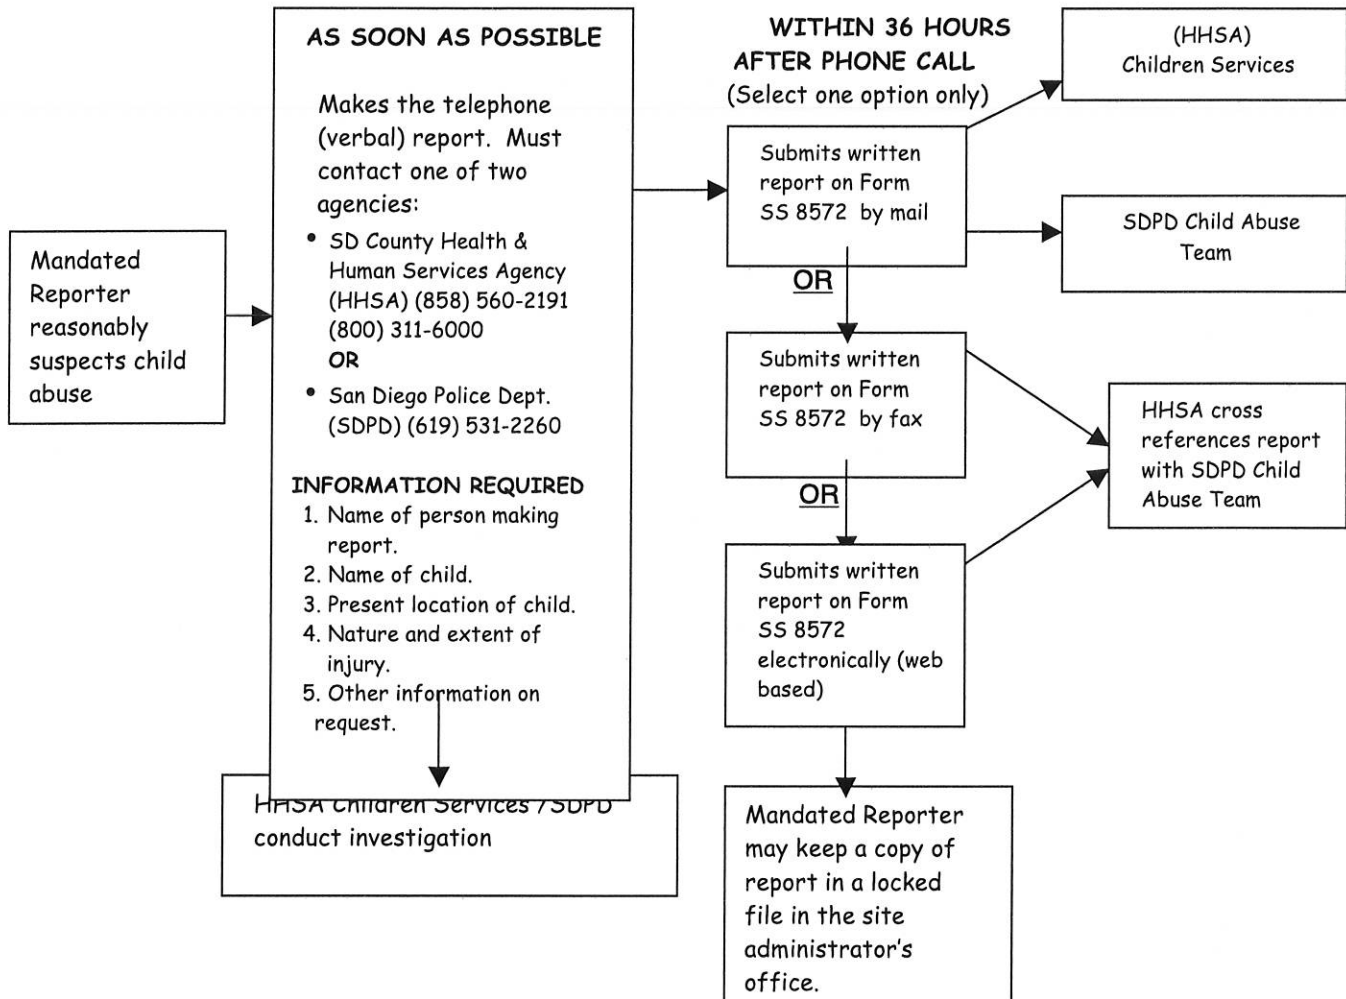 Mandated
Reporter
reasonably
suspects child
abuse
AS SOON AS POSSIBLE
Makes the telephone
(verbal) report. Must
contact one of two
agencies:
• SD County Health &
Human Services Agency
(HHSA) (858) 560-2191
(800) 311-6000
OR
• San Diego Police Dept.
(SDPD) (619) 531-2260
INFORMATION REQUIRED
1. Name of person making
report.
2. Name of child.
3. Present location of child.
4. Nature and extent of
injury.
5. Other information on
request.
HHSA Children Services /SDPD
conduct investigation
WITHIN 36 HOURS
AFTER PHONE CALL
(Select one option only)
Submits written
report on Form
SS 8572 by mail
OR
Submits written
report on Form
SS 8572 by fax
OR
Submits written
report on Form
SS 8572
electronically (web
based)
Mandated Reporter
may keep a copy of
report in a locked
file in the site
administrator's
office.
(HHSA)
Children Services
SDPD Child Abuse
Team
HHSA cross
references report
with SDPD Child
Abuse Team